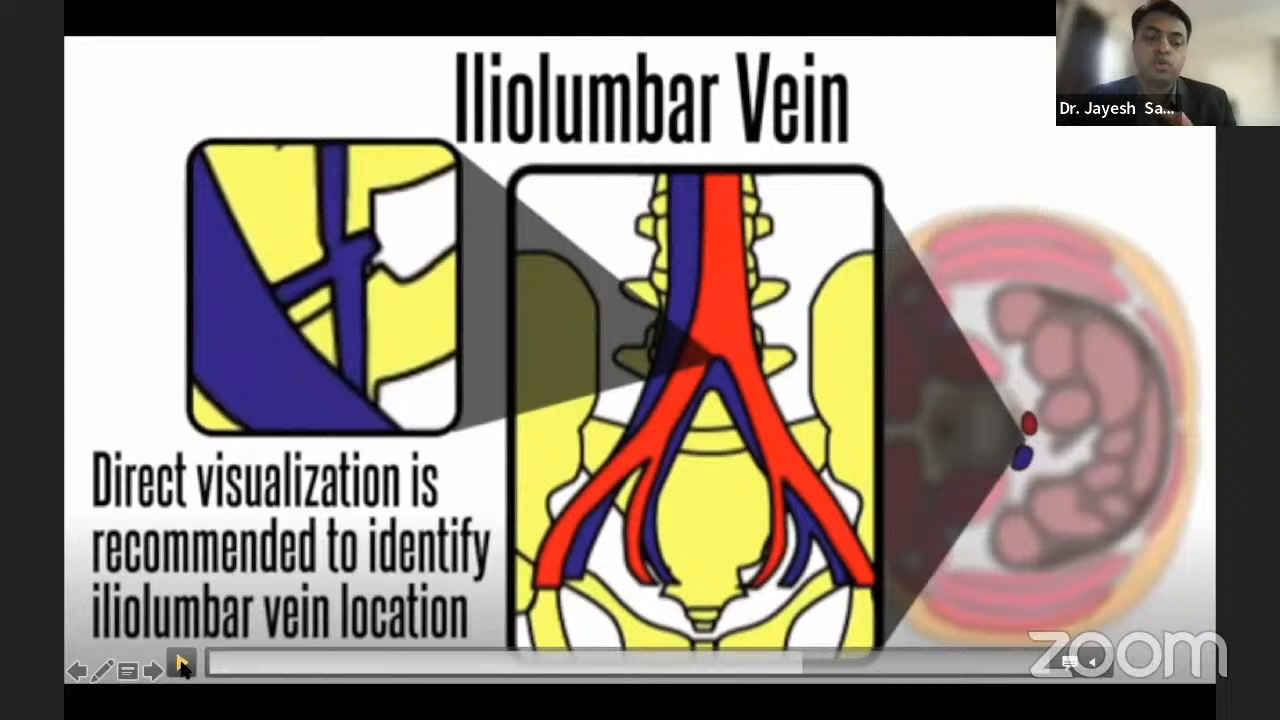 Iliolumbar Vein
Dr. Jayesh Sa...
Direct visualization is
recommended to identify
iliolumbar vein location
zoom